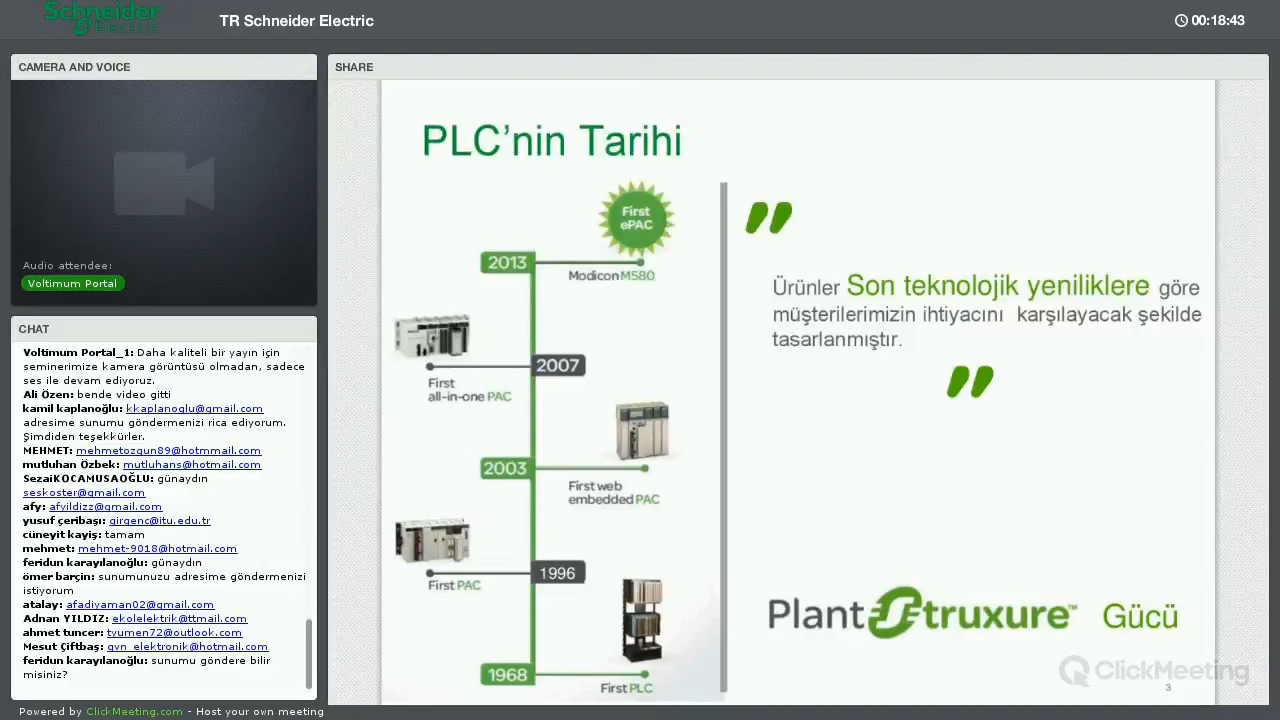 Schneider
Electric
TR Schneider Electric
00:18:43
CAMERA AND VOICE
Audio attendee:
Voltimum Portal
CHAT
Voltimum Portal_1: Daha kaliteli bir yayın için
seminerimize kamera görüntüsü olmadan, sadece
ses ile devam ediyoruz.
Ali Özen: bende video gitti
kamil kaplanoğlu: kkaplanoglu@gmail.com
adresime sunumu göndermenizi rica ediyorum.
Şimdiden teşekkürler.
MEHMET: mehmetozgun89@hotmmail.com
mutluhan Özbek: mutluhans@hotmail.com
SezaiKOCAMUSAOĞLU: günaydın
seskoster@gmail.com
afy: afyildizz@gmail.com
yusuf çeribaşı: girgenc@itu.edu.tr
cüneyit kayiş: tamam
mehmet: mehmet-9018@hotmail.com
feridun karayılanoğlu: günaydın
ömer barçin: sunumunuzu adresime göndermenizi
istiyorum
atalay: afadiyaman02@gmail.com
Adnan YILDIZ: ekolelektrik@ttmail.com
ahmet tuncer: tyumen72@outlook.com
Mesut Çiftbaş: gvn_elektronik@hotmail.com
feridun karayılanoğlu: sunumu göndere bilir
misiniz?
Powered by ClickMeeting.com - Host your own meeting
SHARE
PLC’nin Tarihi
First
ePAC
2013
Modicon M580
2007
First
all-in-one PAC
2003
First web
embedded PAC
1996
First PAC
1968
First PLC
"
Ürünler Son teknolojik yeniliklere göre
müşterilerimizin ihtiyacını karşılayacak şekilde
tasarlanmıştır.
"
PlantStruxure™ Gücü
ClickMeeting
3